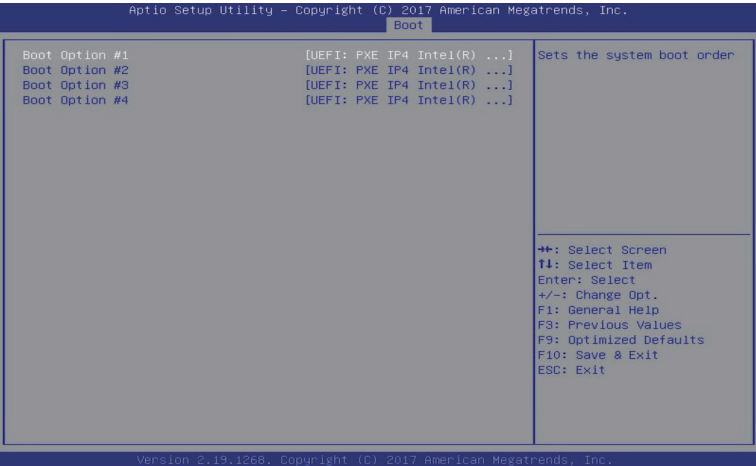 Aptio Setup Utility – Copyright (C) 2017 American Megatrends, Inc.
Boot
Boot Option #1 [UEFI: PXE IP4 Intel(R) ...]
Boot Option #2 [UEFI: PXE IP4 Intel(R) ...]
Boot Option #3 [UEFI: PXE IP4 Intel(R) ...]
Boot Option #4 [UEFI: PXE IP4 Intel(R) ...]
Sets the system boot order
→←: Select Screen
↑↓: Select Item
Enter: Select
+/-: Change Opt.
F1: General Help
F3: Previous Values
F9: Optimized Defaults
F10: Save & Exit
ESC: Exit
Version 2.19.1268. Copyright (C) 2017 American Megatrends, Inc.